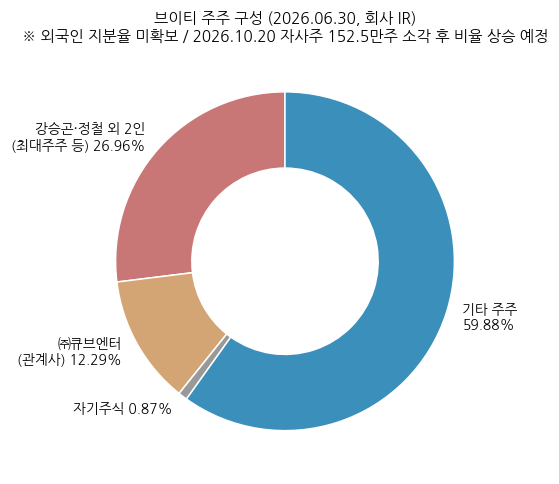 브이티 주주 구성 (2026.06.30, 회사 IR)
※ 외국인 지분율 미확보 / 2026.10.20 자사주 152.5만주 소각 후 비율 상승 예정
강승곤·정철 외 2인
(최대주주 등) 26.96%
기타 주주
59.88%
㈜큐브엔터
(관계사) 12.29%
자기주식 0.87%